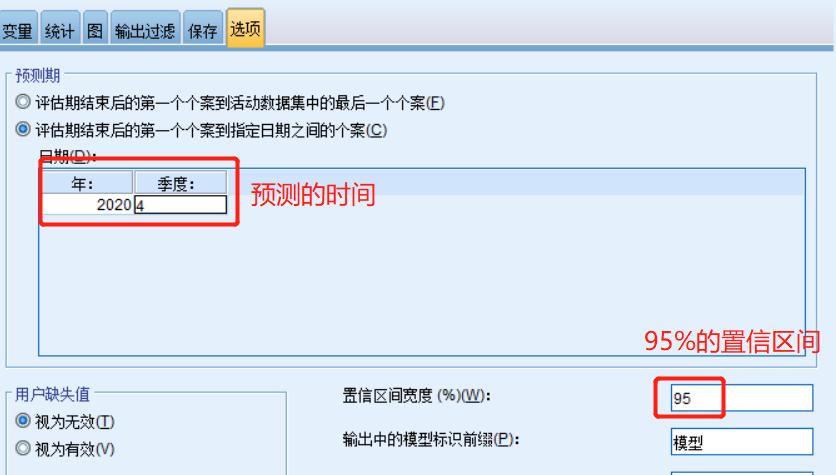 变量 统计 图 输出过滤 保存 选项
预测期
评估期结束后的第一个个案到活动数据集中的最后一个个案(F)
评估期结束后的第一个个案到指定日期之间的个案(C)
日期(D):
年: 季度:
2020 4
预测的时间
95%的置信区间
用户缺失值
视为无效(T)
视为有效(V)
置信区间宽度 (%)(W):
95
输出中的模型标识前缀(P):
模型